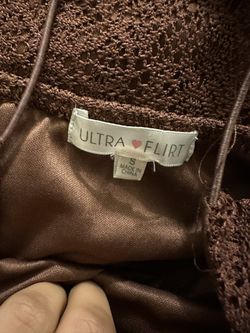 ULTRA ♥ FLIRT
S
MADE IN
CHINA